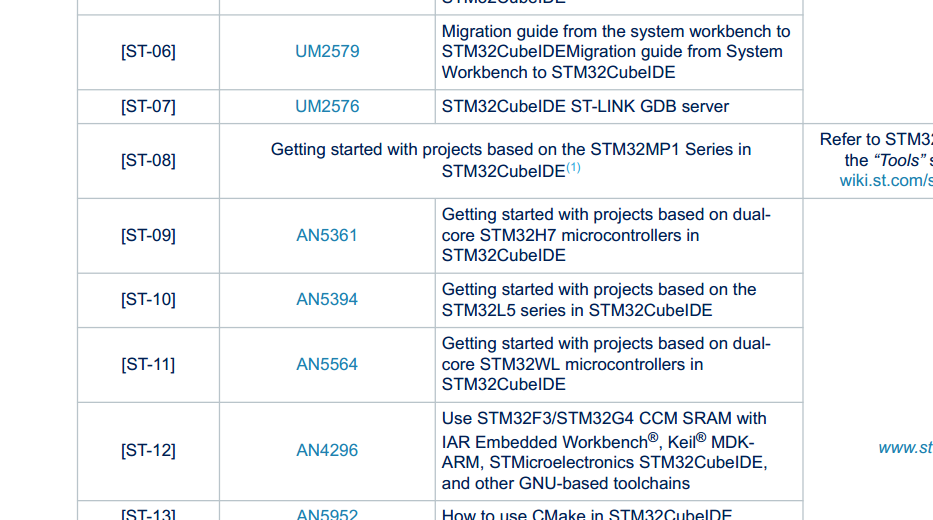 STM32CubeIDE
[ST-06] UM2579 Migration guide from the system workbench to
STM32CubeIDEMigration guide from System
Workbench to STM32CubeIDE
[ST-07] UM2576 STM32CubeIDE ST-LINK GDB server
[ST-08] Getting started with projects based on the STM32MP1 Series in
STM32CubeIDE(1)
Refer to STM32
the “Tools” s
wiki.st.com/s
[ST-09] AN5361 Getting started with projects based on dual-
core STM32H7 microcontrollers in
STM32CubeIDE
[ST-10] AN5394 Getting started with projects based on the
STM32L5 series in STM32CubeIDE
[ST-11] AN5564 Getting started with projects based on dual-
core STM32WL microcontrollers in
STM32CubeIDE
[ST-12] AN4296 Use STM32F3/STM32G4 CCM SRAM with
IAR Embedded Workbench®, Keil® MDK-
ARM, STMicroelectronics STM32CubeIDE,
and other GNU-based toolchains
www.st
[ST-13] AN5952 How to use CMake in STM32CubeIDE